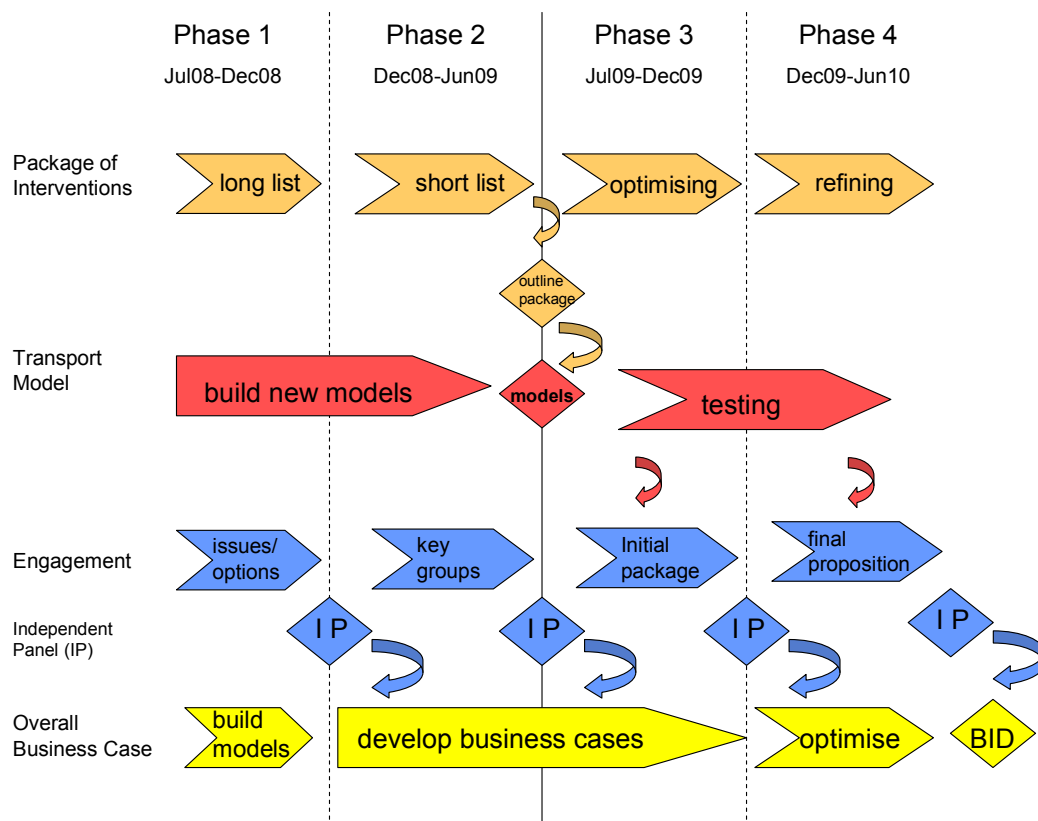 Phase 1
Phase 2
Phase 3
Phase 4
Jul08-Dec08
Dec08-Jun09
Jul09-Dec09
Dec09-Jun10
Package of
Interventions
long list
short list
optimising
refining
outline
package
Transport
Model
build new models
models
testing
Engagement
issues/
options
key
groups
Initial
package
final
proposition
Independent
Panel (IP)
I P
I P
I P
I P
Overall
Business Case
build
models
develop business cases
optimise
BID